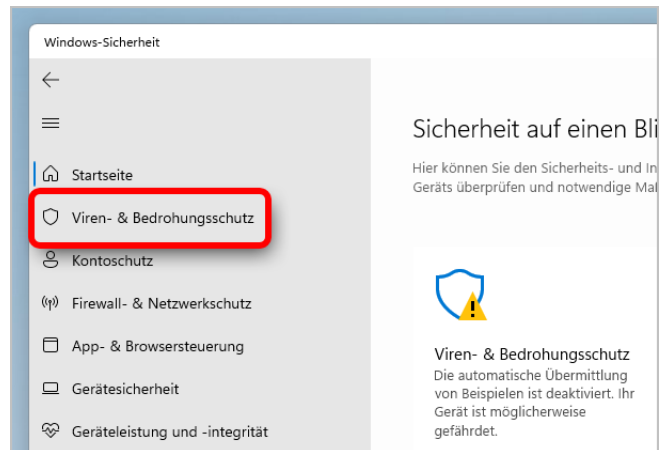 Windows-Sicherheit
Startseite
Viren- & Bedrohungsschutz
Kontoschutz
Firewall- & Netzwerkschutz
App- & Browsersteuerung
Gerätesicherheit
Geräteleistung und -integrität
Sicherheit auf einen Bli
Hier können Sie den Sicherheits- und In
Geräts überprüfen und notwendige Maß
Viren- & Bedrohungsschutz
Die automatische Übermittlung
von Beispielen ist deaktiviert. Ihr
Gerät ist möglicherweise
gefährdet.